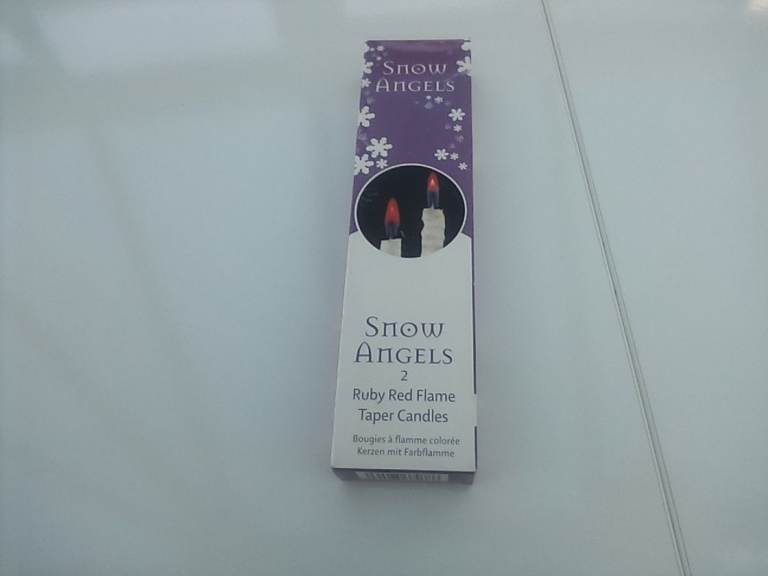 Snow
Angels
Snow
Angels
2
Ruby Red Flame
Taper Candles
Bougies à flamme colorée
Kerzen mit Farbflamme